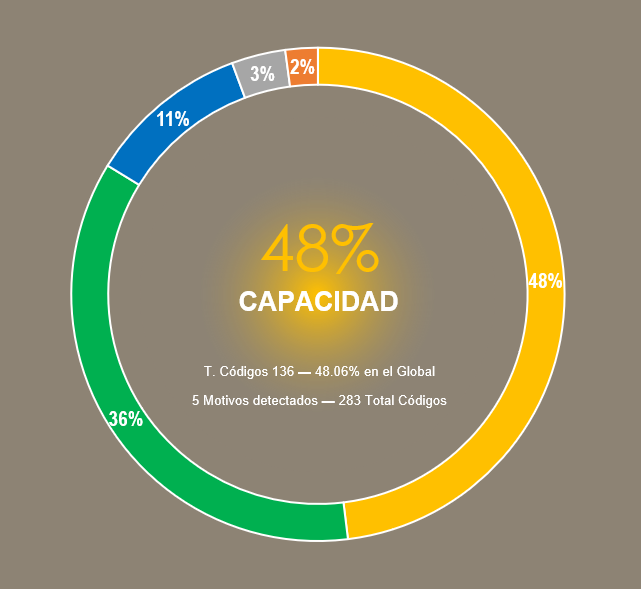 3%
2%
11%
48%
48%
CAPACIDAD
T. Códigos 136 — 48.06% en el Global
5 Motivos detectados — 283 Total Códigos
36%